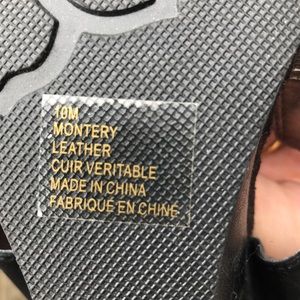 10M
MONTERY
LEATHER
CUIR VERITABLE
MADE IN CHINA
FABRIQUE EN CHINE